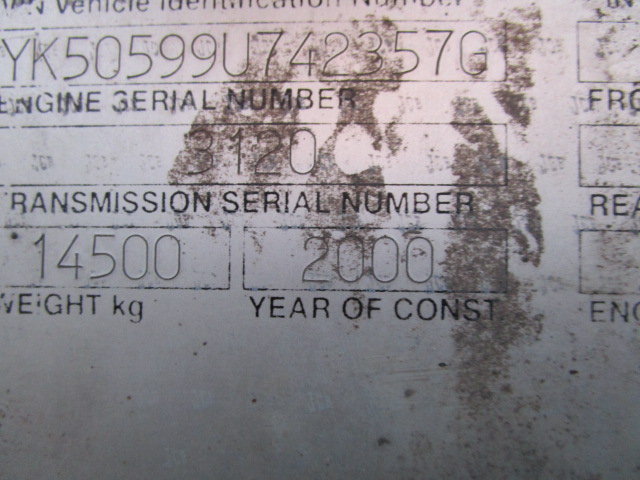 Vehicle Identification Number
YK50599U742357G
ENGINE SERIAL NUMBER FRO
3120
TRANSMISSION SERIAL NUMBER REA
14500 2000
WEIGHT kg YEAR OF CONST ENG